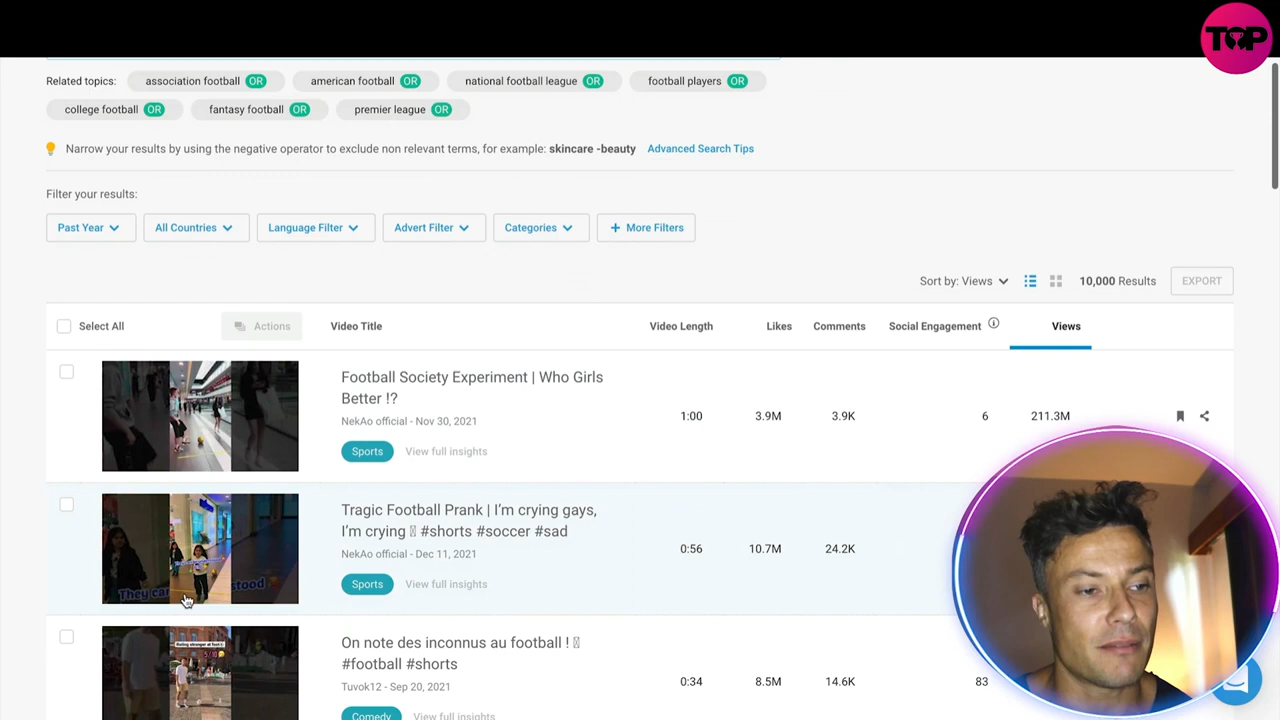 TOP
Related topics: association football OR american football OR national football league OR football players OR
college football OR fantasy football OR premier league OR
Narrow your results by using the negative operator to exclude non relevant terms, for example: skincare -beauty Advanced Search Tips
Filter your results:
Past Year All Countries Language Filter Advert Filter Categories + More Filters
Sort by: Views 10,000 Results EXPORT
Select All Actions Video Title Video Length Likes Comments Social Engagement Views
Football Society Experiment | Who Girls
Better !?
NekAo official - Nov 30, 2021
Sports View full insights
1:00 3.9M 3.9K 6 211.3M
Tragic Football Prank | I’m crying gays,
I’m crying #shorts #soccer #sad
NekAo official - Dec 11, 2021
Sports View full insights
0:56 10.7M 24.2K
On note des inconnus au football !
#football #shorts
Tuvok12 - Sep 20, 2021
Comedy View full insights
0:34 8.5M 14.6K 83